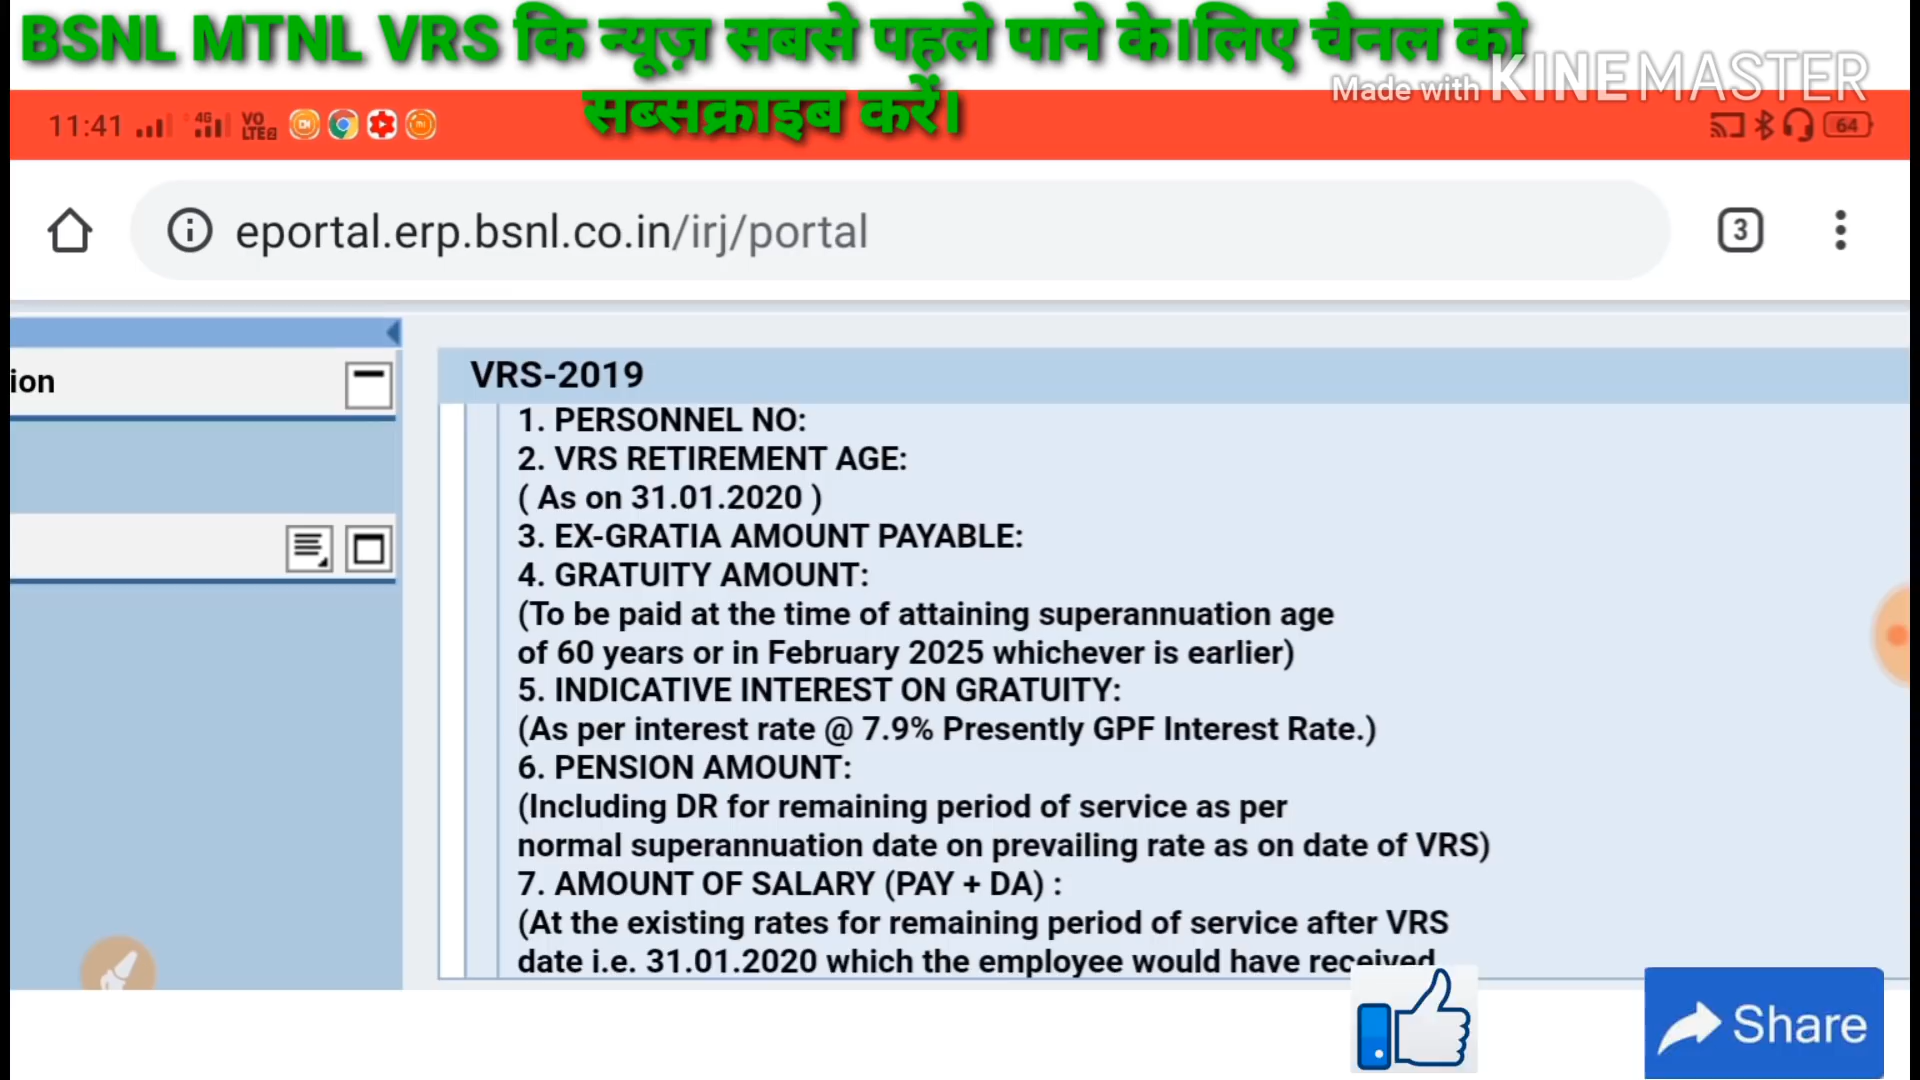 BSNL MTNL VRS कि न्यूज़ सबसे पहले पाने के।लिए चैनल को
सब्सक्राइब करें।
Made with KINEMASTER
11:41 4G VO LTE2 64
eportal.erp.bsnl.co.in/irj/portal
3
ion
VRS-2019
1. PERSONNEL NO:
2. VRS RETIREMENT AGE:
( As on 31.01.2020 )
3. EX-GRATIA AMOUNT PAYABLE:
4. GRATUITY AMOUNT:
(To be paid at the time of attaining superannuation age
of 60 years or in February 2025 whichever is earlier)
5. INDICATIVE INTEREST ON GRATUITY:
(As per interest rate @ 7.9% Presently GPF Interest Rate.)
6. PENSION AMOUNT:
(Including DR for remaining period of service as per
normal superannuation date on prevailing rate as on date of VRS)
7. AMOUNT OF SALARY (PAY + DA) :
(At the existing rates for remaining period of service after VRS
date i.e. 31.01.2020 which the employee would have received
Share